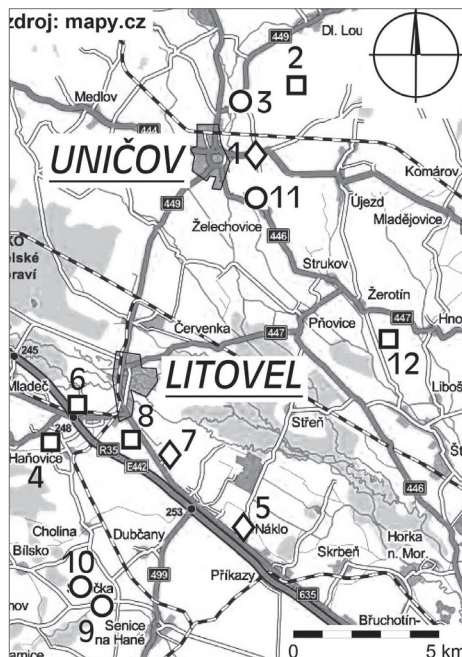 zdroj: mapy.cz
449
Dl. Lou
2
3
Medlov
444
UNIČOV
1
Komárov
449
11
Újezd
Mladějovice
Želechovice
446
Strukov
Žerotín
447
Hno
Pňovice
Červenka
447
245
12
LITOVEL
Mladeč
6
Liboš
8
Střeň
7
248
R35
Haňovice
4
E442
446
5
Náklo
253
Cholina
Dubčany
Bílsko
Horka
n. Mor.
Skrbeň
499
Příkazy
10
635
9
Senice
na Hané
Břuchotín-
0
5 km